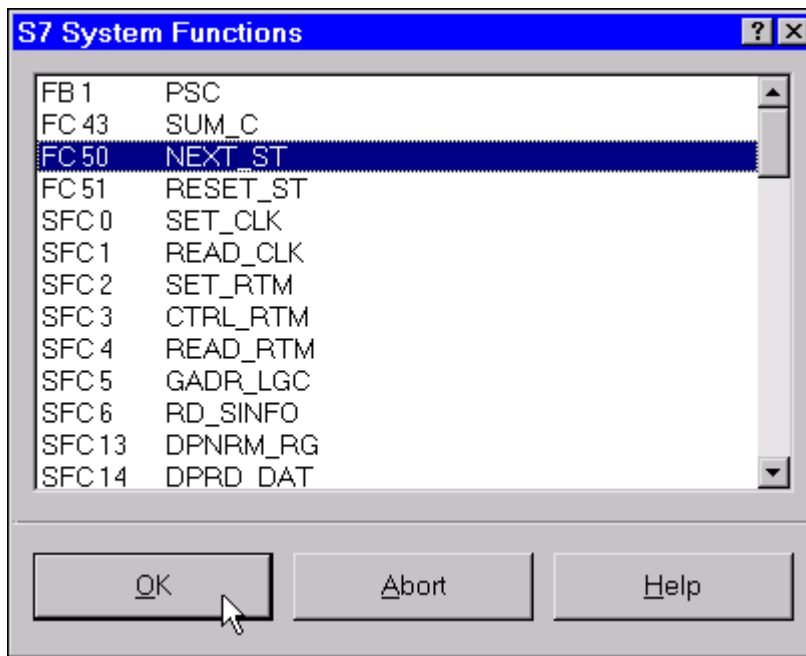 S7 System Functions
FB 1 PSC
FC 43 SUM_C
FC 50 NEXT_ST
FC 51 RESET_ST
SFC 0 SET_CLK
SFC 1 READ_CLK
SFC 2 SET_RTM
SFC 3 CTRL_RTM
SFC 4 READ_RTM
SFC 5 GADR_LGC
SFC 6 RD_SINFO
SFC 13 DPNRM_RG
SFC 14 DPRD_DAT
OK Abort Help